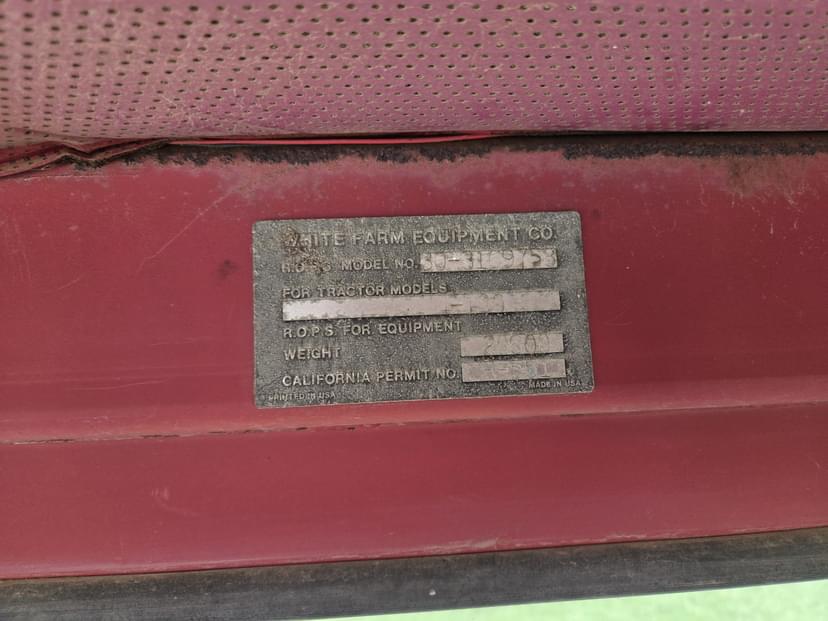 WHITE FARM EQUIPMENT CO.
R.O.P.S. MODEL NO.
FOR TRACTOR MODELS
R.O.P.S. FOR EQUIPMENT
WEIGHT
CALIFORNIA PERMIT NO.
PRINTED IN USA MADE IN USA